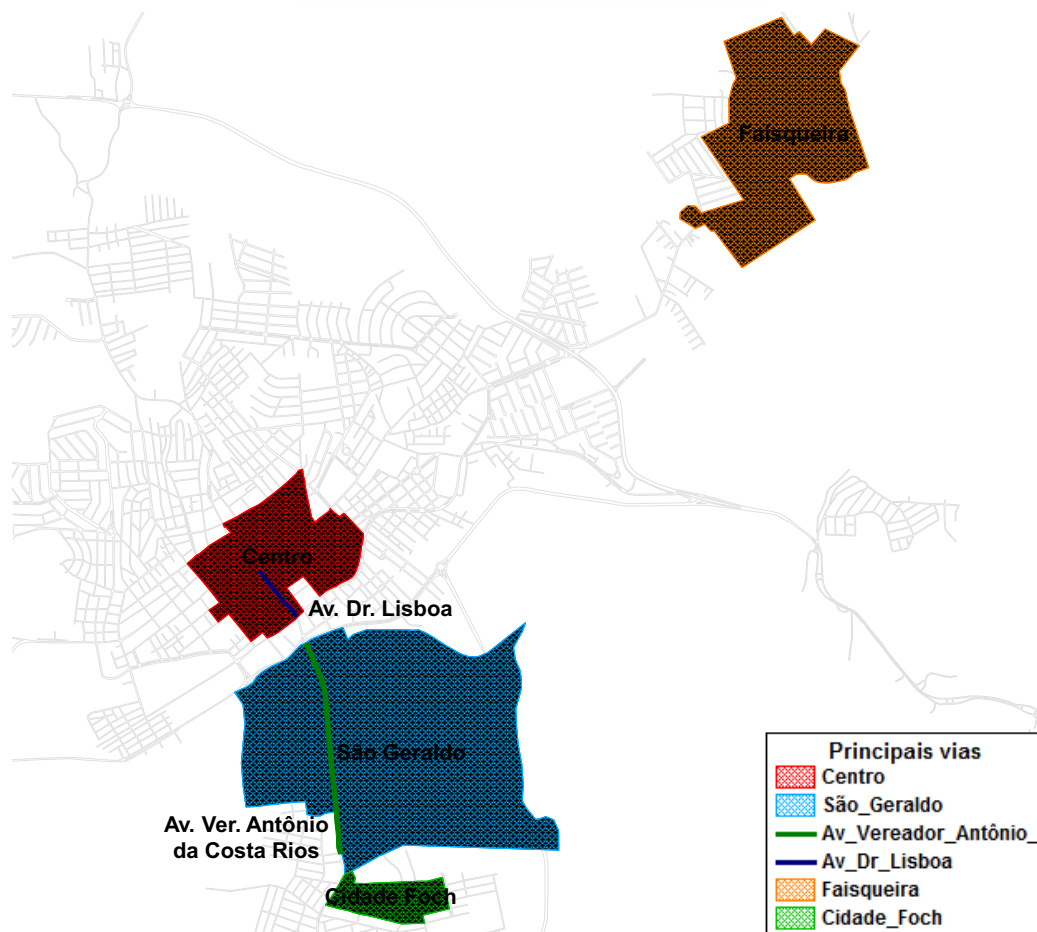 Faisqueira
Centro
Av. Dr. Lisboa
São Geraldo
Av. Ver. Antônio
da Costa Rios
Cidade Foch
Principais vias
Centro
São_Geraldo
Av_Vereador_Antônio_
Av_Dr_Lisboa
Faisqueira
Cidade_Foch